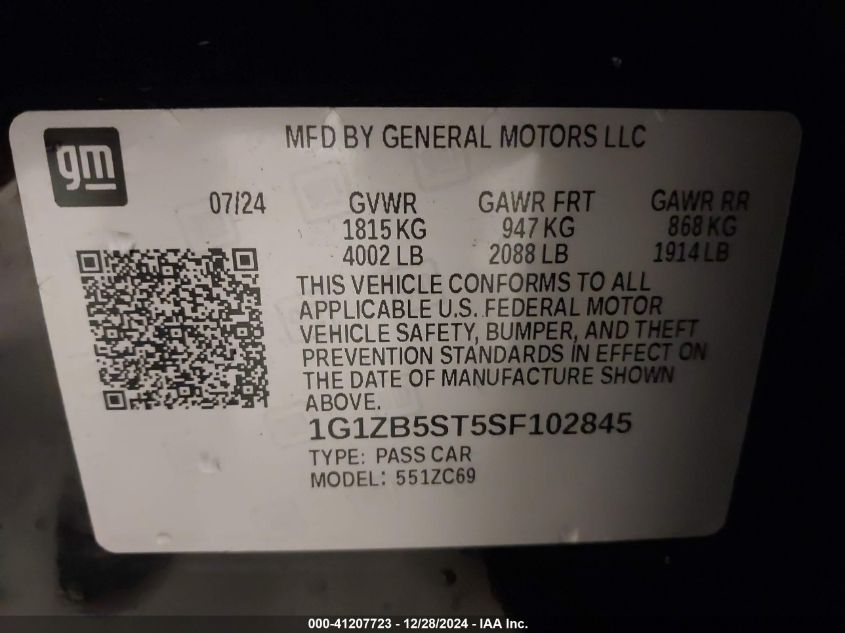 gm
MFD BY GENERAL MOTORS LLC
07/24 GVWR GAWR FRT GAWR RR
1815 KG 947 KG 868 KG
4002 LB 2088 LB 1914 LB
THIS VEHICLE CONFORMS TO ALL
APPLICABLE U.S. FEDERAL MOTOR
VEHICLE SAFETY, BUMPER, AND THEFT
PREVENTION STANDARDS IN EFFECT ON
THE DATE OF MANUFACTURE SHOWN
ABOVE.
1G1ZB5ST5SF102845
TYPE: PASS CAR
MODEL: 551ZC69
000-41207723 - 12/28/2024 - IAA Inc.